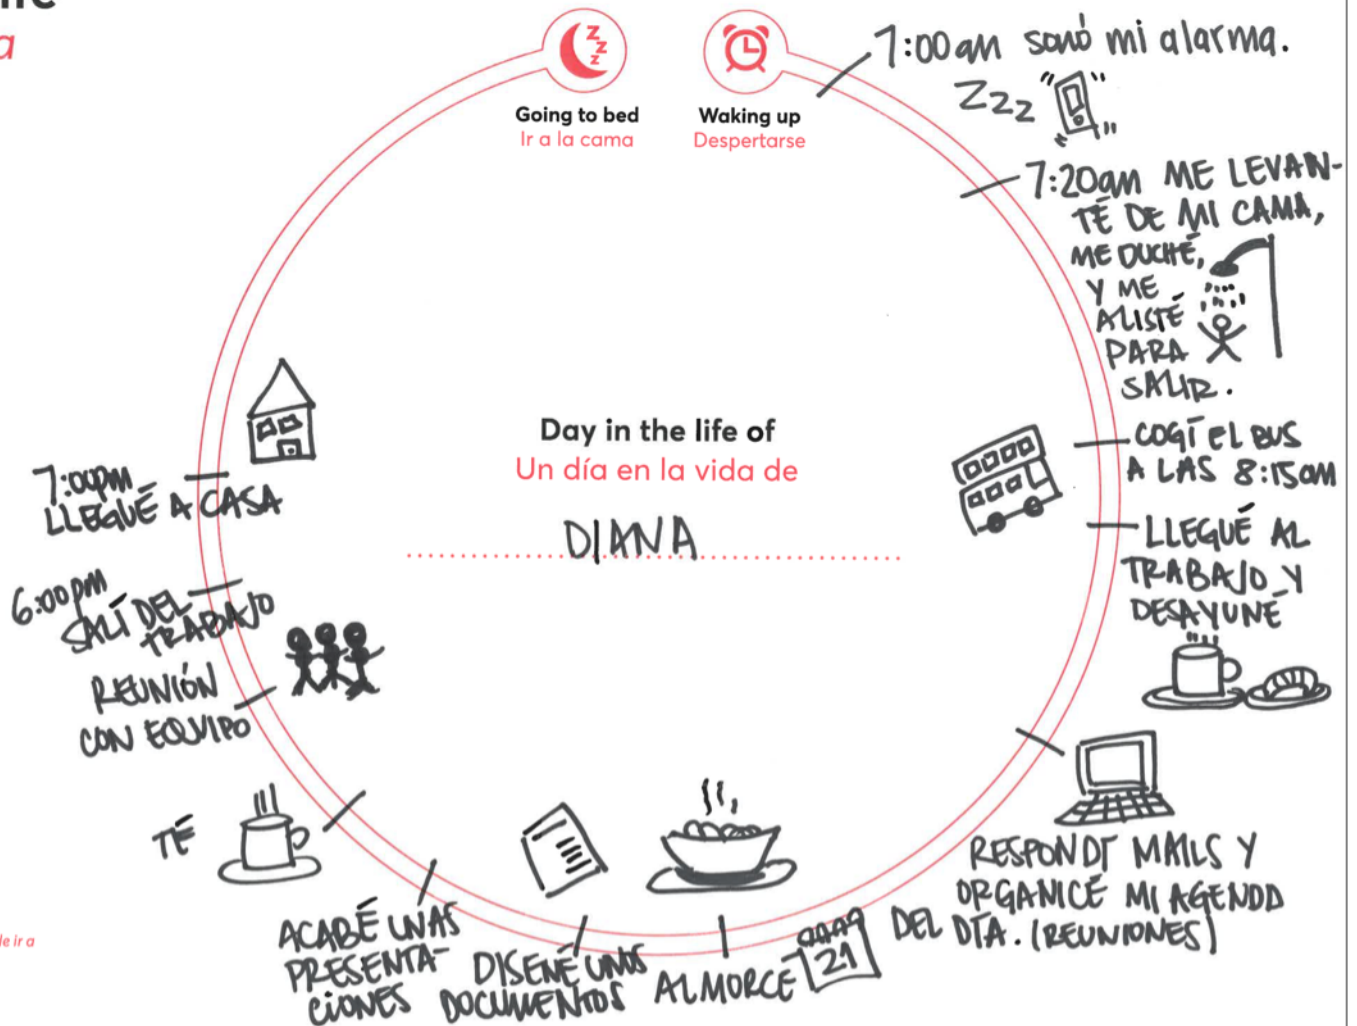 Going to bed
Ir a la cama
Waking up
Despertarse
7:00am sonó mi alarma.
Zzz
7:20am ME LEVAN-
TÉ DE MI CAMA,
ME DUCHÉ,
Y ME
ALISTÉ
PARA
SALIR.
COGÍ EL BUS
A LAS 8:15am
LLEGUÉ AL
TRABAJO Y
DESAYUNÉ
RESPONDÍ MAILS Y
ORGANICÉ MI AGENDA
DEL DÍA. (REUNIONES)
21
ALMORCÉ
DISEÑÉ UNOS
DOCUMENTOS
ACABÉ UNAS
PRESENTA-
CIONES
TÉ
REUNIÓN
CON EQUIPO
6:00pm
SALÍ DEL
TRABAJO
7:00pm
LLEGUÉ A CASA
Day in the life of
Un día en la vida de
DIANA
de ir a